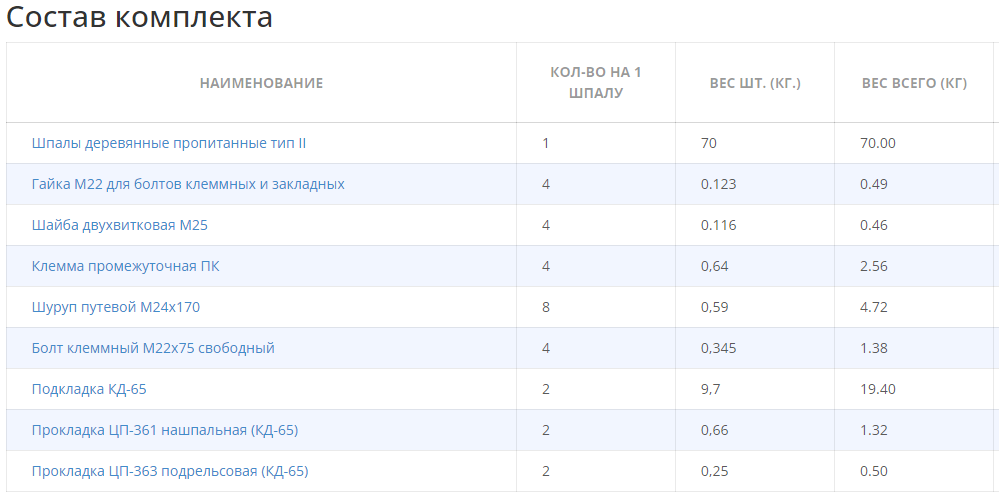 Состав комплекта
НАИМЕНОВАНИЕ КОЛ-ВО НА 1 ШПАЛУ ВЕС ШТ. (КГ.) ВЕС ВСЕГО (КГ)
Шпалы деревянные пропитанные тип II 1 70 70.00
Гайка М22 для болтов клеммных и закладных 4 0.123 0.49
Шайба двухвитковая М25 4 0.116 0.46
Клемма промежуточная ПК 4 0,64 2.56
Шуруп путевой М24х170 8 0,59 4.72
Болт клеммный М22х75 свободный 4 0,345 1.38
Подкладка КД-65 2 9,7 19.40
Прокладка ЦП-361 нашпальная (КД-65) 2 0,66 1.32
Прокладка ЦП-363 подрельсовая (КД-65) 2 0,25 0.50